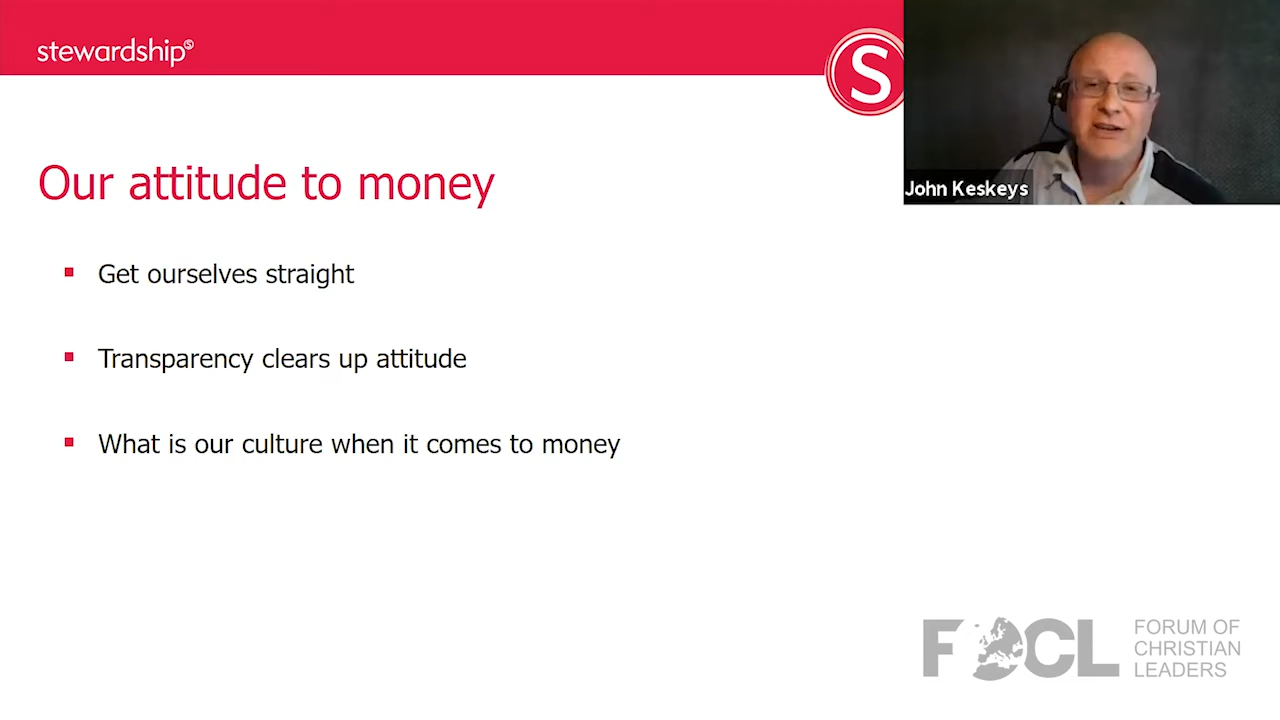 stewardship
S
John Keskeys
Our attitude to money
Get ourselves straight
Transparency clears up attitude
What is our culture when it comes to money
FOCL
FORUM OF
CHRISTIAN
LEADERS